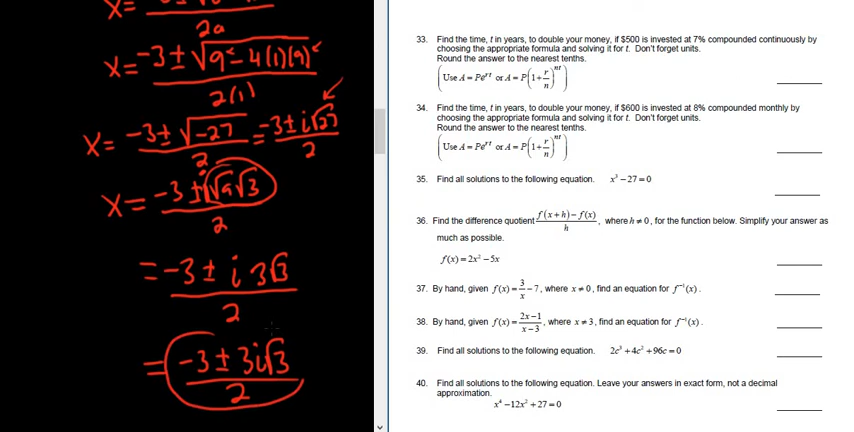 x= -b±√
2a
x= -3 ± √9² - 4(1)(9)²
2(1)
x= -3 ± √-27 = -3 ± i√27
2 2
x= -3 ± i√9√3
2
= -3 ± i 3√3
2
= -3 ± 3i√3
2
33. Find the time, t in years, to double your money, if $500 is invested at 7% compounded continuously by
choosing the appropriate formula and solving it for t. Don't forget units.
Round the answer to the nearest tenths.
(Use A = Pe^rt or A = P(1 + r/n)^nt)
34. Find the time, t in years, to double your money, if $600 is invested at 8% compounded monthly by
choosing the appropriate formula and solving it for t. Don't forget units.
Round the answer to the nearest tenths.
(Use A = Pe^rt or A = P(1 + r/n)^nt)
35. Find all solutions to the following equation. x³ − 27 = 0
36. Find the difference quotient (f(x+h) − f(x))/h, where h ≠ 0, for the function below. Simplify your answer as
much as possible.
f(x) = 2x² − 5x
37. By hand, given f(x) = 3/x − 7, where x ≠ 0, find an equation for f⁻¹(x).
38. By hand, given f(x) = (2x−1)/(x−3), where x ≠ 3, find an equation for f⁻¹(x).
39. Find all solutions to the following equation. 2c³ + 4c² + 96c = 0
40. Find all solutions to the following equation. Leave your answers in exact form, not a decimal
approximation.
x⁴ − 12x² + 27 = 0